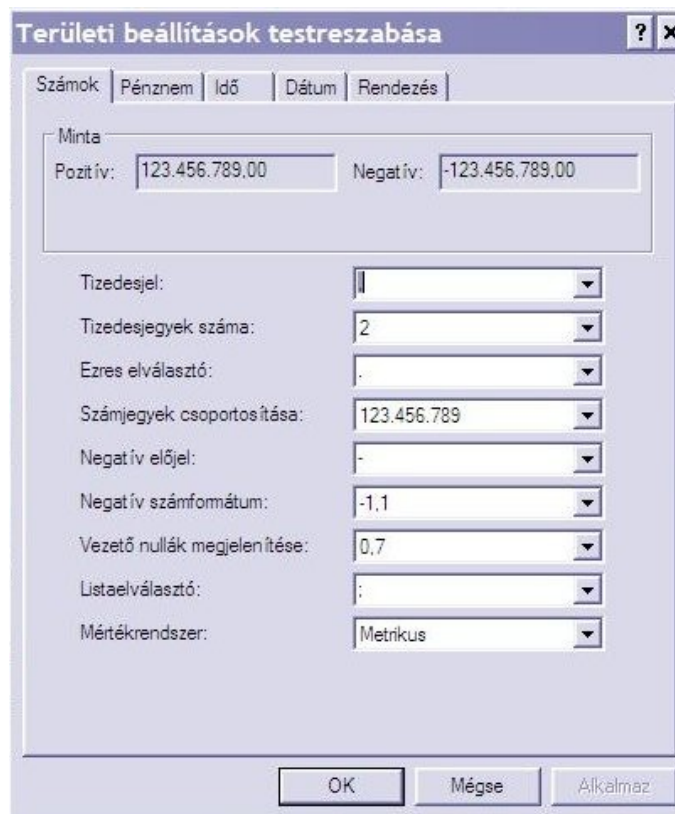 Területi beállítások testreszabása
Számok Pénznem Idő Dátum Rendezés
Minta
Pozitív: 123.456.789,00 Negatív: -123.456.789,00
Tizedesjel:
Tizedesjegyek száma: 2
Ezres elválasztó: .
Számjegyek csoportosítása: 123.456.789
Negatív előjel: -
Negatív számformátum: -1,1
Vezető nullák megjelenítése: 0,7
Listaelválasztó: ;
Mértékrendszer: Metrikus
OK Mégse Alkalmaz